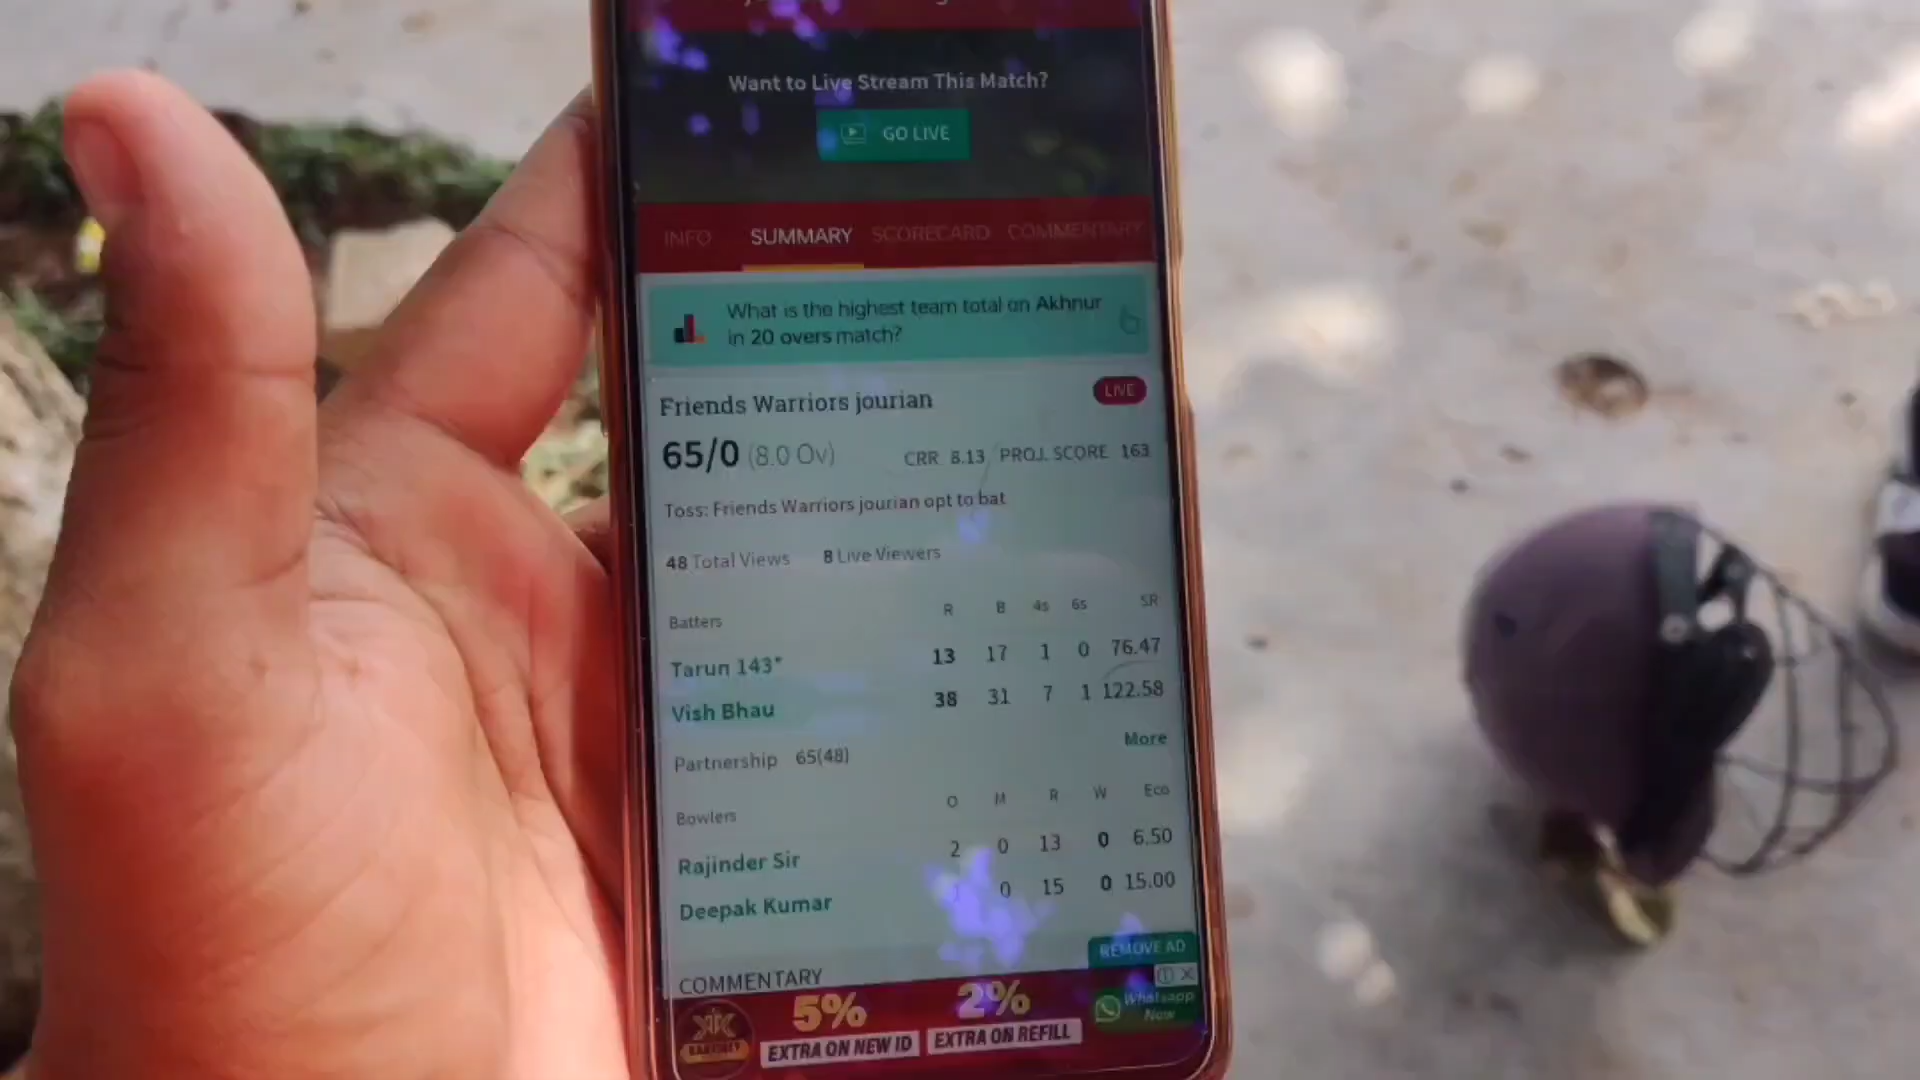 Want to Live Stream This Match?
GO LIVE
INFO SUMMARY SCORECARD COMMENTARY
What is the highest team total on Akhnur
in 20 overs match?
Friends Warriors jourian LIVE
65/0 (8.0 Ov) CRR 8.13 PROJ. SCORE 163
Toss: Friends Warriors jourian opt to bat
48 Total Views 8 Live Viewers
Batters R B 4s 6s SR
Tarun 143* 13 17 1 0 76.47
Vish Bhau 38 31 7 1 122.58
Partnership 65(48) More
Bowlers O M R W Eco
Rajinder Sir 2 0 13 0 6.50
Deepak Kumar 1 0 15 0 15.00
REMOVE AD
COMMENTARY
5% 2% Whatsapp
Now
EXTRA ON NEW ID EXTRA ON REFILL